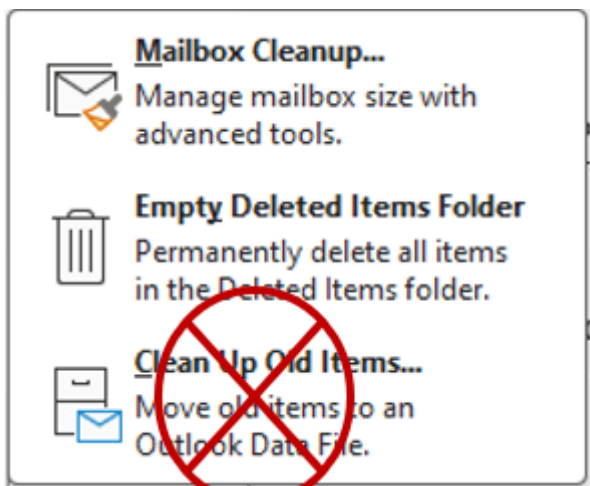 Mailbox Cleanup...
Manage mailbox size with
advanced tools.
Empty Deleted Items Folder
Permanently delete all items
in the Deleted Items folder.
Clean Up Old Items...
Move old items to an
Outlook Data File.